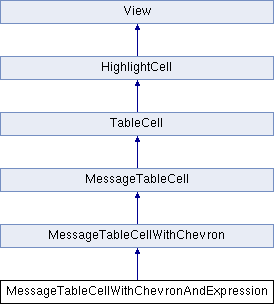 View
HighlightCell
TableCell
MessageTableCell
MessageTableCellWithChevron
MessageTableCellWithChevronAndExpression